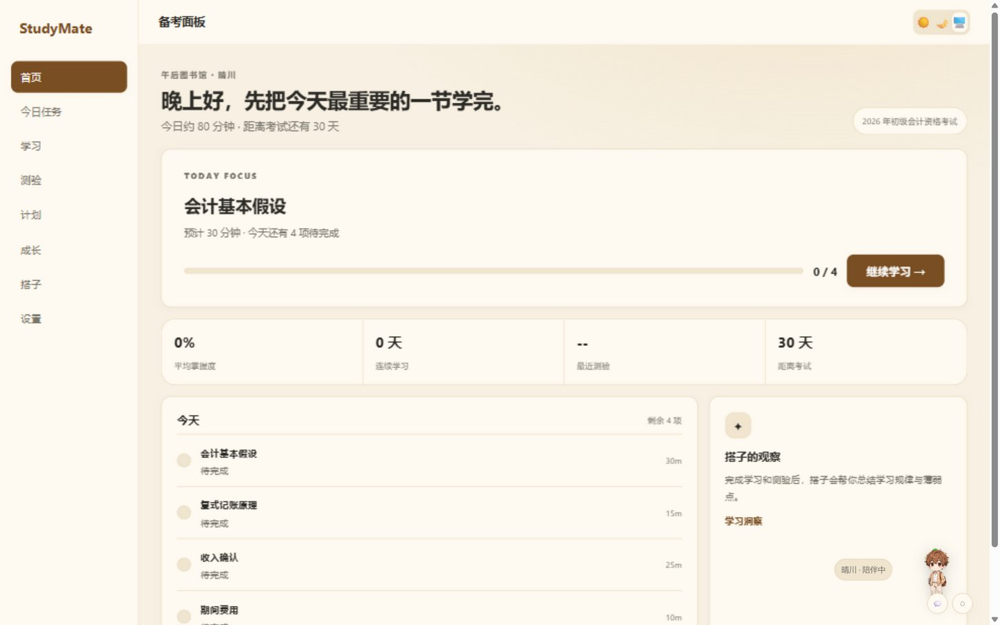 StudyMate
首页
今日任务
学习
测验
计划
成长
搭子
设置
备考面板
午后图书馆 · 晴川
晚上好，先把今天最重要的一节学完。
今日约 80 分钟 · 距离考试还有 30 天
2026 年初级会计资格考试
TODAY FOCUS
会计基本假设
预计 30 分钟 · 今天还有 4 项待完成
0 / 4
继续学习 →
0%
平均掌握度
0 天
连续学习
--
最近测验
30 天
距离考试
今天
剩余 4 项
会计基本假设
待完成
30m
复式记账原理
待完成
15m
收入确认
待完成
25m
期间费用
10m
搭子的观察
完成学习和测验后，搭子会帮你总结学习规律与薄弱
点。
学习洞察
晴川 · 陪伴中